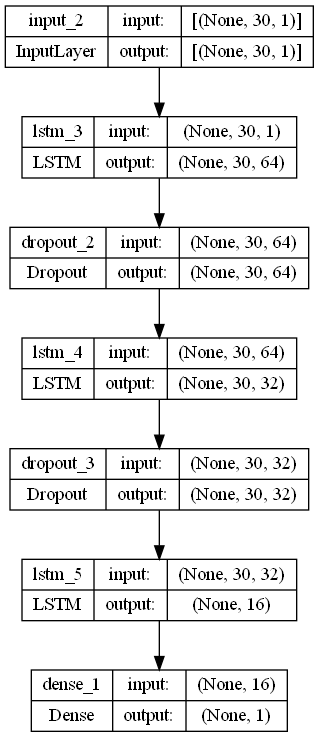 input_2 input: [(None, 30, 1)]
InputLayer output: [(None, 30, 1)]
lstm_3 input: (None, 30, 1)
LSTM output: (None, 30, 64)
dropout_2 input: (None, 30, 64)
Dropout output: (None, 30, 64)
lstm_4 input: (None, 30, 64)
LSTM output: (None, 30, 32)
dropout_3 input: (None, 30, 32)
Dropout output: (None, 30, 32)
lstm_5 input: (None, 30, 32)
LSTM output: (None, 16)
dense_1 input: (None, 16)
Dense output: (None, 1)